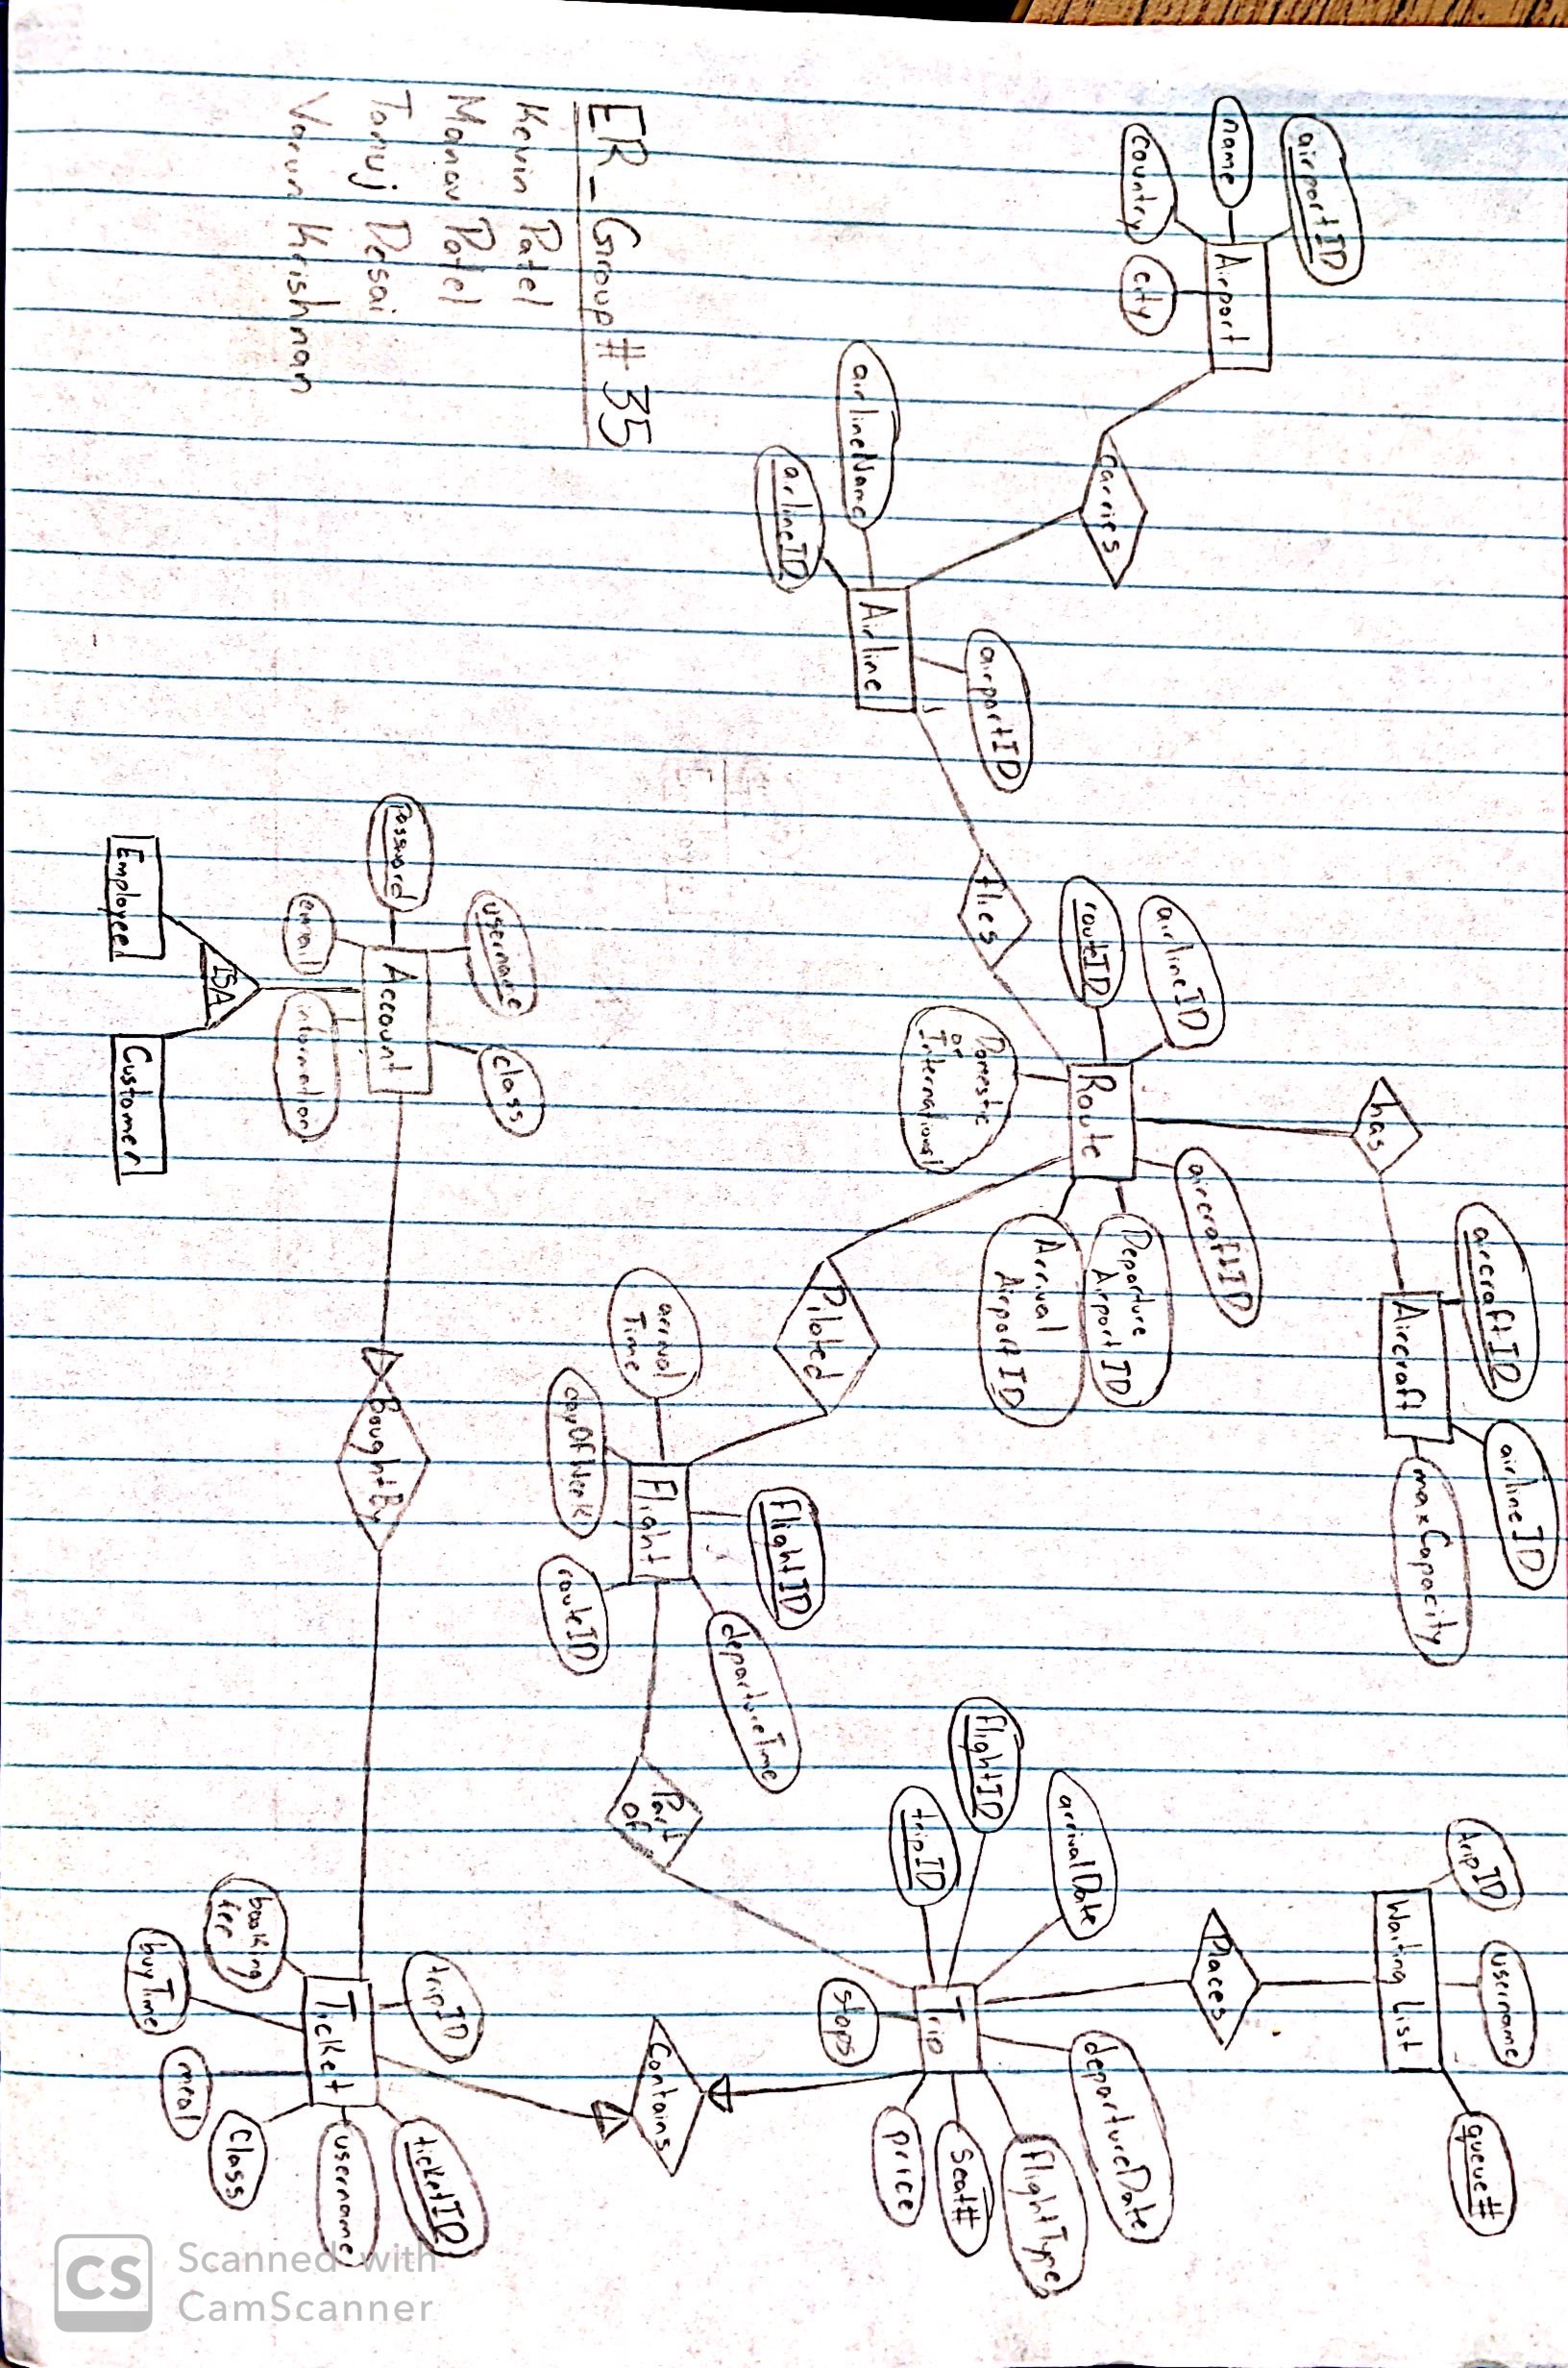 airportID
name
country
city
Airport
Carries
airlineName
arlineID
Airline
airportID
flies
airlineID
routeID
Domestic
or
International
Route
has
aircraftID
Departure
Airport ID
Arrival
Airport ID
arcraftID
Aircraft
airlineID
maxCapacity
Piloted
arrival
Time
dayOfWeek
Flight
FlightID
routeID
departureTime
Part
OF
flightID
tripID
arrivalDate
Trip
stops
departureDate
flightType
Seat#
price
Places
tripID
username
Waiting List
queue#
Contains
ER_Group# 35
Kevin Patel
Manav Patel
Tanuj Desai
Varun Krishnan
Password
username
email
Account
class
information
ISA
Employee
Customer
BoughtBy
booking
fee
buyTime
tripID
Ticket
meal
Class
username
ticketID
CS
Scanned with
CamScanner